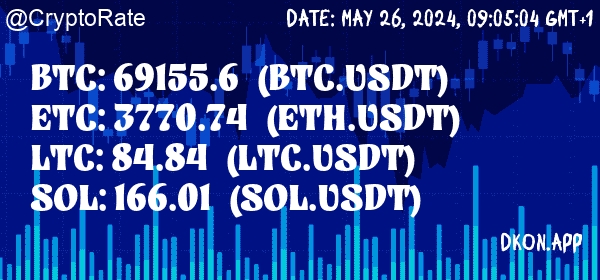 @CryptoRate
DATE: MAY 26, 2024, 09:05:04 GMT+1
BTC: 69155.6 (BTC.USDT)
ETC: 3770.74 (ETH.USDT)
LTC: 84.84 (LTC.USDT)
SOL: 166.01 (SOL.USDT)
DKON.APP